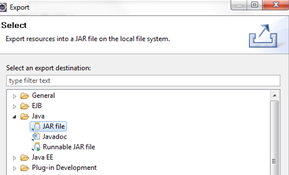 Export
Select
Export resources into a JAR file on the local file system.
Select an export destination:
type filter text
General
EJB
Java
JAR file
Javadoc
Runnable JAR file
Java EE
Plug-in Development